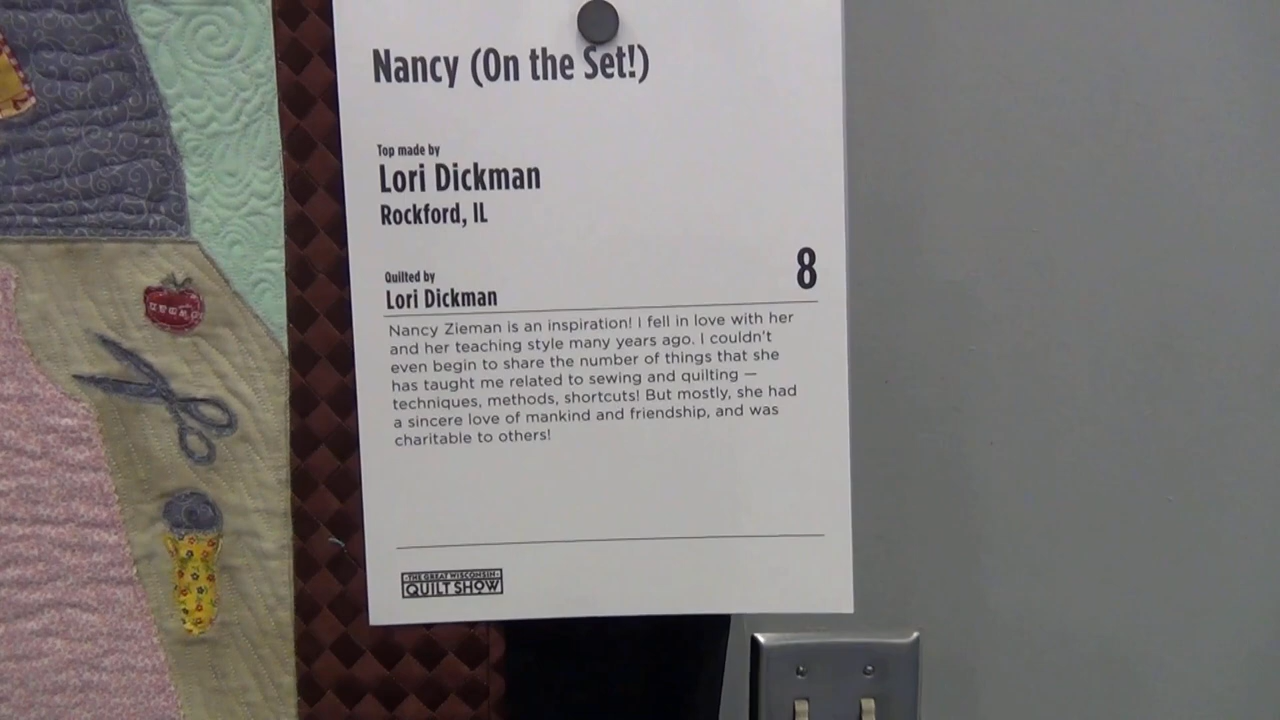 Nancy (On the Set!)
Top made by
Lori Dickman
Rockford, IL
8
Quilted by
Lori Dickman
Nancy Zieman is an inspiration! I fell in love with her
and her teaching style many years ago. I couldn't
even begin to share the number of things that she
has taught me related to sewing and quilting —
techniques, methods, shortcuts! But mostly, she had
a sincere love of mankind and friendship, and was
charitable to others!
THE GREAT WISCONSIN
QUILT SHOW